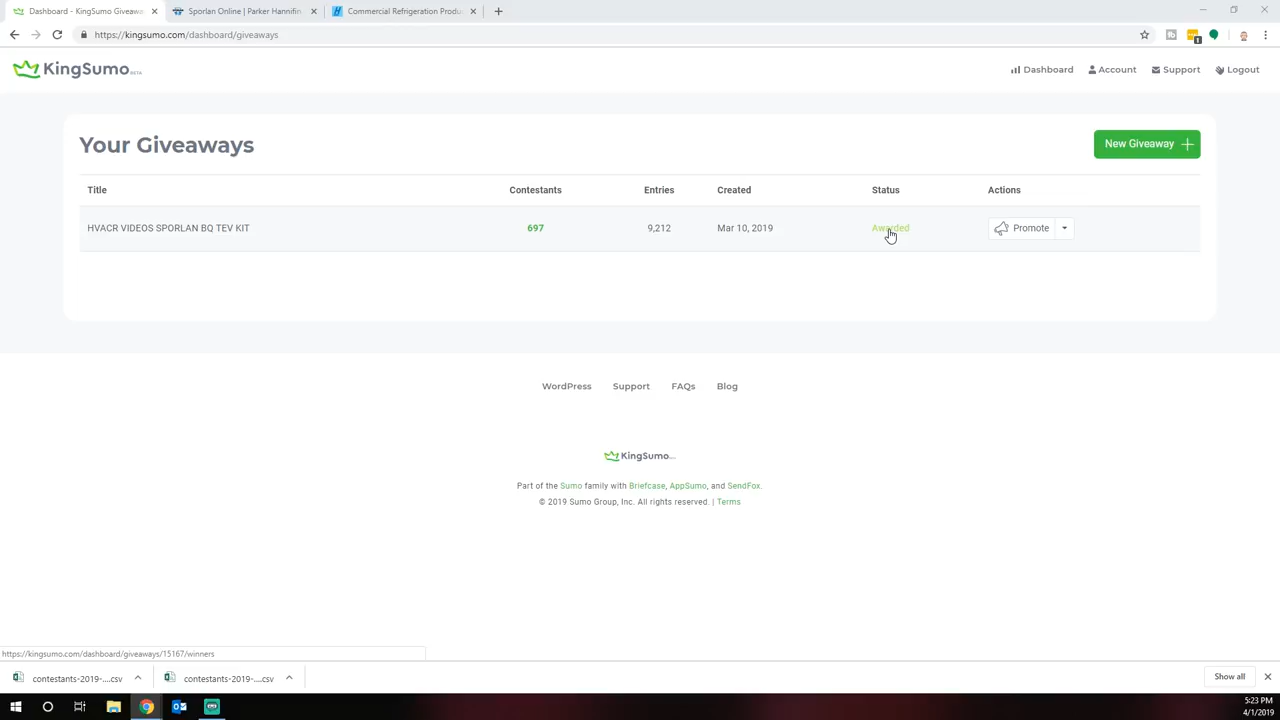 Dashboard - KingSumo Giveaw
Sporlan Online | Parker Hannifin
Commercial Refrigeration Produ
https://kingsumo.com/dashboard/giveaways
1
KingSumo BETA
Dashboard
Account
Support
Logout
Your Giveaways
New Giveaway
Title
Contestants
Entries
Created
Status
Actions
HVACR VIDEOS SPORLAN BQ TEV KIT
697
9,212
Mar 10, 2019
Awarded
Promote
WordPress
Support
FAQs
Blog
KingSumo
Part of the Sumo family with Briefcase, AppSumo, and SendFox.
© 2019 Sumo Group, Inc. All rights reserved. | Terms
https://kingsumo.com/dashboard/giveaways/15167/winners
contestants-2019-....csv
contestants-2019-....csv
Show all
5:23 PM
4/1/2019